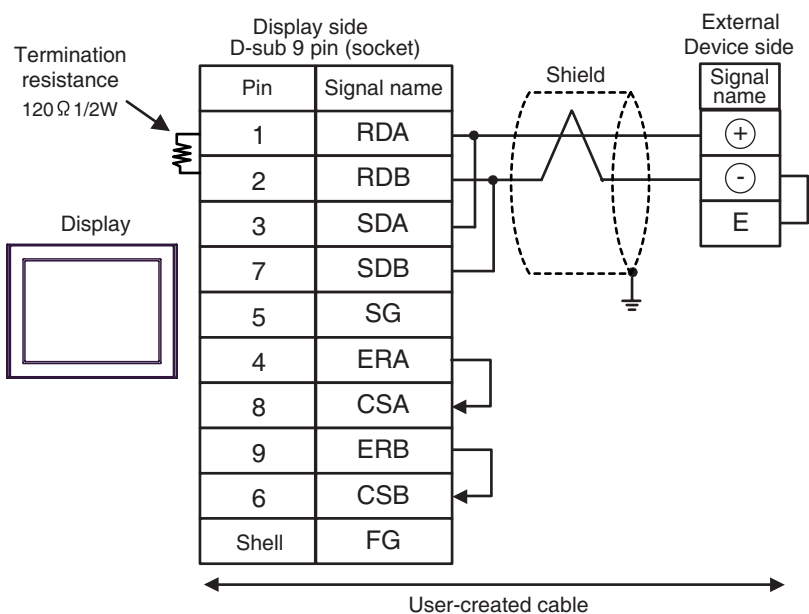 Display side
D-sub 9 pin (socket)
External
Device side
Termination
resistance
120 Ω 1/2W
Shield
Display
Pin Signal name
1 RDA
2 RDB
3 SDA
7 SDB
5 SG
4 ERA
8 CSA
9 ERB
6 CSB
Shell FG
Signal
name
+
-
E
User-created cable